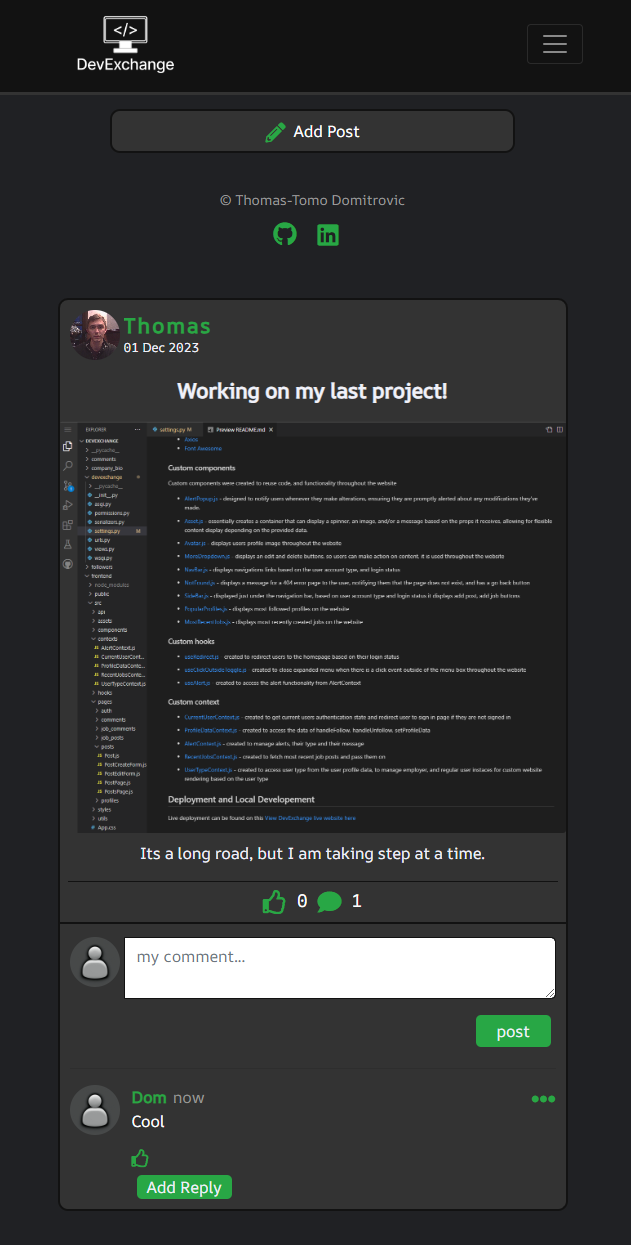 </>
DevExchange
Add Post
© Thomas-Tomo Domitrovic
in
Thomas
01 Dec 2023
Working on my last project!
EXPLORER
settings.py M
Preview README.md ×
DEVEXCHANGE
__pycache__
comments
company_bio
devexchange
__pycache__
__init__.py
asgi.py
permissions.py
serializers.py
settings.py M
urls.py
views.py
wsgi.py
followers
frontend
node_modules
public
src
api
assets
components
contexts
AlertContext.js
CurrentUserCont...
ProfileDataConte...
RecentJobsConte...
UserTypeContext.js
hooks
pages
auth
comments
job_comments
job_posts
posts
Post.js
PostCreateForm.js
PostEditForm.js
PostPage.js
PostsPage.js
profiles
styles
utils
App.css
Axios
Font Awesome
Custom components
Custom components were created to reuse code, and functionality throughout the website
AlertPopup.js - designed to notify users whenever they make alterations, ensuring they are promptly alerted about any modifications they've
made.
Asset.js - essentially creates a container that can display a spinner, an image, and/or a message based on the props it receives, allowing for flexible
content display depending on the provided data.
Avatar.js - displays users profile image throughout the website
MoreDropdown.js - displays an edit and delete buttons, so users can make action on content, it is used throughout the website
NavBar.js - displays navigations links based on the user account type, and login status
NotFound.js - displays a message for a 404 error page to the user, notifying them that the page does not exist, and has a go back button
SideBar.js - displayed just under the navigation bar, based on user account type and login status it displays add post, add job buttons
PopularProfiles.js - displays most followed profiles on the website
MostRecentJobs.js - displays most recently created jobs on the website
Custom hooks
useRedirect.js - created to redirect users to the homepage based on their login status
useClickOutsideToggle.js - created to close expanded menu when there is a click event outside of the menu box throughout the website
useAlert.js - created to access the alert functionality from AlertContext
Custom context
CurrentUserContext.js - created to get current users authentication state and redirect user to sign in page if they are not signed in
ProfileDataContext.js - created to access the data of handleFollow, handleUnfollow, setProfileData
AlertContext.js - created to manage alerts, their type and their message
RecentJobsContext.js - created to fetch most recent job posts and pass them on
UserTypeContext.js - created to access user type from the user profile data, to manage employer, and regular user instaces for custom website
rendering based on the user type
Deployment and Local Developement
Live deployment can be found on this View DevExchange live website here
Its a long road, but I am taking step at a time.
0 1
my comment...
post
Dom now
Cool
Add Reply